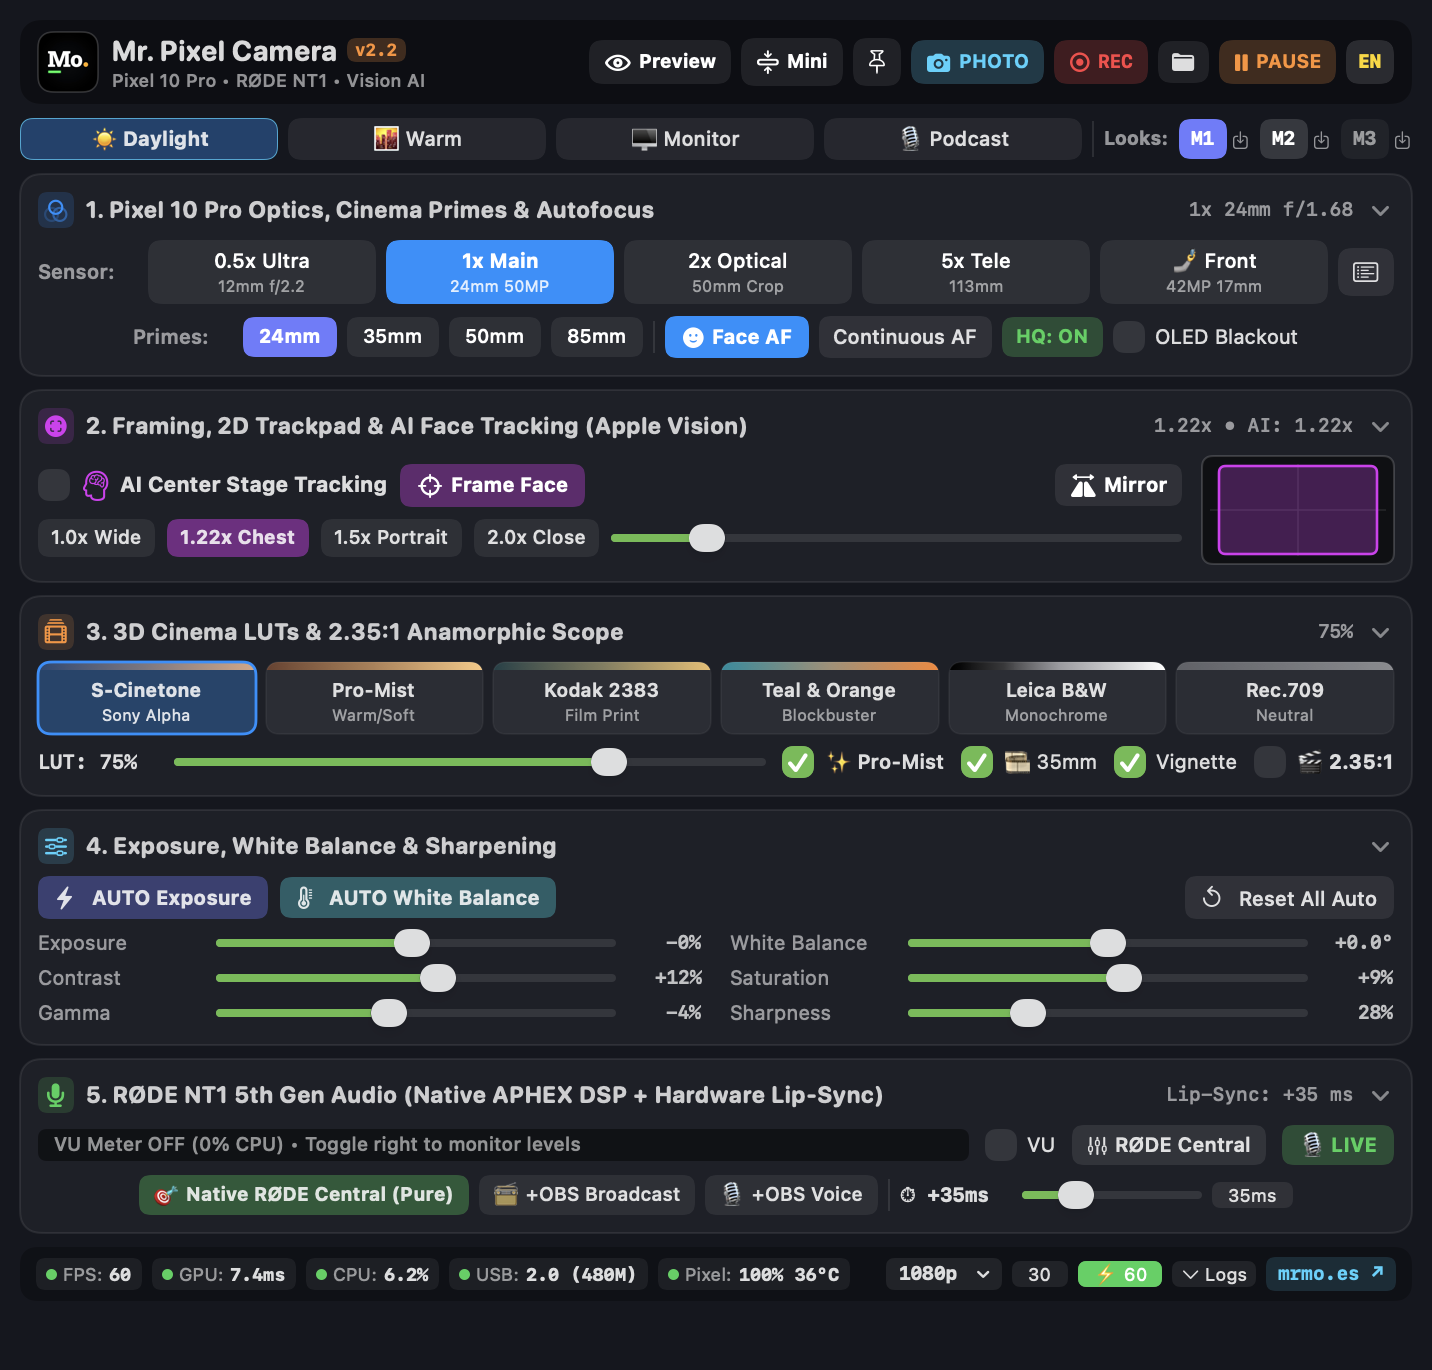 Mo.
Mr. Pixel Camera v2.2
Pixel 10 Pro • RØDE NT1 • Vision AI
Preview Mini PHOTO REC PAUSE EN
Daylight Warm Monitor Podcast Looks: M1 M2 M3
1. Pixel 10 Pro Optics, Cinema Primes & Autofocus 1x 24mm f/1.68
Sensor:
0.5x Ultra 1x Main 2x Optical 5x Tele Front
12mm f/2.2 24mm 50MP 50mm Crop 113mm 42MP 17mm
Primes: 24mm 35mm 50mm 85mm Face AF Continuous AF HQ: ON OLED Blackout
2. Framing, 2D Trackpad & AI Face Tracking (Apple Vision) 1.22x • AI: 1.22x
AI Center Stage Tracking Frame Face Mirror
1.0x Wide 1.22x Chest 1.5x Portrait 2.0x Close
3. 3D Cinema LUTs & 2.35:1 Anamorphic Scope 75%
S-Cinetone Pro-Mist Kodak 2383 Teal & Orange Leica B&W Rec.709
Sony Alpha Warm/Soft Film Print Blockbuster Monochrome Neutral
LUT: 75% Pro-Mist 35mm Vignette 2.35:1
4. Exposure, White Balance & Sharpening
AUTO Exposure AUTO White Balance Reset All Auto
Exposure -0% White Balance +0.0°
Contrast +12% Saturation +9%
Gamma -4% Sharpness 28%
5. RØDE NT1 5th Gen Audio (Native APHEX DSP + Hardware Lip-Sync) Lip-Sync: +35 ms
VU Meter OFF (0% CPU) • Toggle right to monitor levels VU RØDE Central LIVE
Native RØDE Central (Pure) +OBS Broadcast +OBS Voice +35ms 35ms
FPS: 60 GPU: 7.4ms CPU: 6.2% USB: 2.0 (480M) Pixel: 100% 36°C 1080p 30 ⚡ 60 Logs mrmo.es ↗